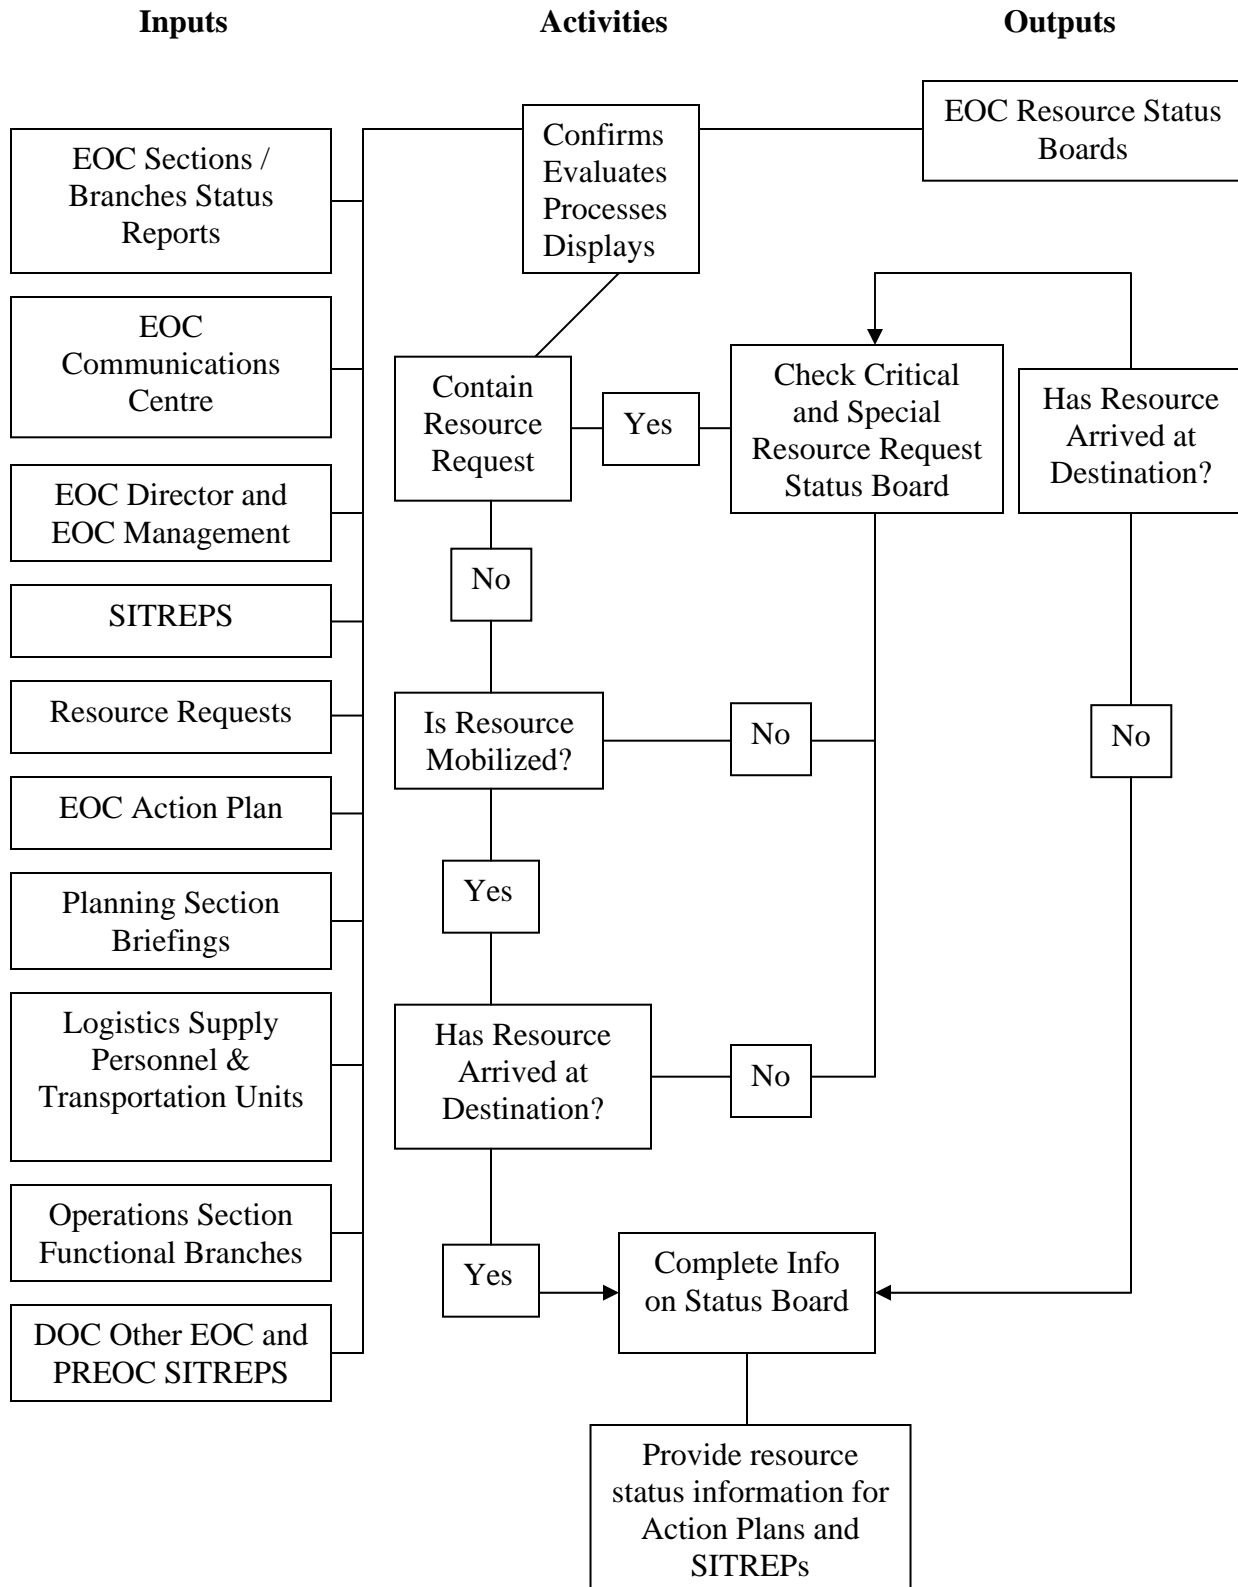 Inputs
Activities
Outputs
EOC Sections /
Branches Status
Reports
EOC
Communications
Centre
EOC Director and
EOC Management
SITREPS
Resource Requests
EOC Action Plan
Planning Section
Briefings
Logistics Supply
Personnel &
Transportation Units
Operations Section
Functional Branches
DOC Other EOC and
PREOC SITREPS
Confirms
Evaluates
Processes
Displays
Contain
Resource
Request
Yes
No
Is Resource
Mobilized?
No
Yes
Has Resource
Arrived at
Destination?
No
Yes
Complete Info
on Status Board
Provide resource
status information for
Action Plans and
SITREPs
EOC Resource Status
Boards
Check Critical
and Special
Resource Request
Status Board
Has Resource
Arrived at
Destination?
No